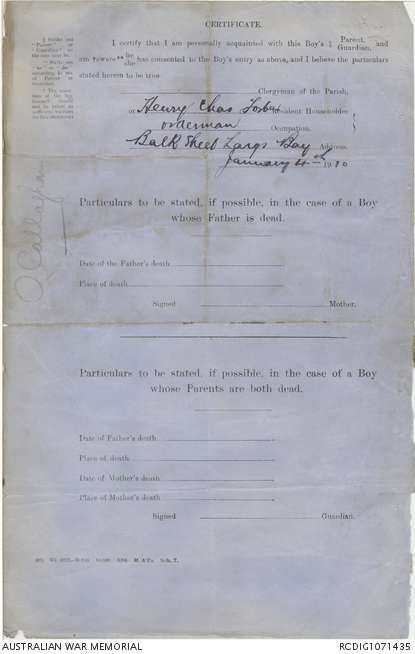 CERTIFICATE.
I certify that I am personally acquainted with this Boy's § Parent, Guardian, and
am aware ** he she has consented to the Boy's entry as above, and I believe the particulars
stated herein to be true
Clergyman of the Parish,
or Henry Chas Resident Householder
Occupation.
Street Largs Bay Address.
January 4th 1910
O'Callaghan
Particulars to be stated, if possible, in the case of a Boy
whose Father is dead.
Date of the Father's death
Place of death
Signed Mother.
Particulars to be stated, if possible, in the case of a Boy
whose Parents are both dead.
Date of Father's death
Place of death
Date of Mother's death
Place of Mother's death
Signed Guardian.
AUSTRALIAN WAR MEMORIAL
RCDIG1071435